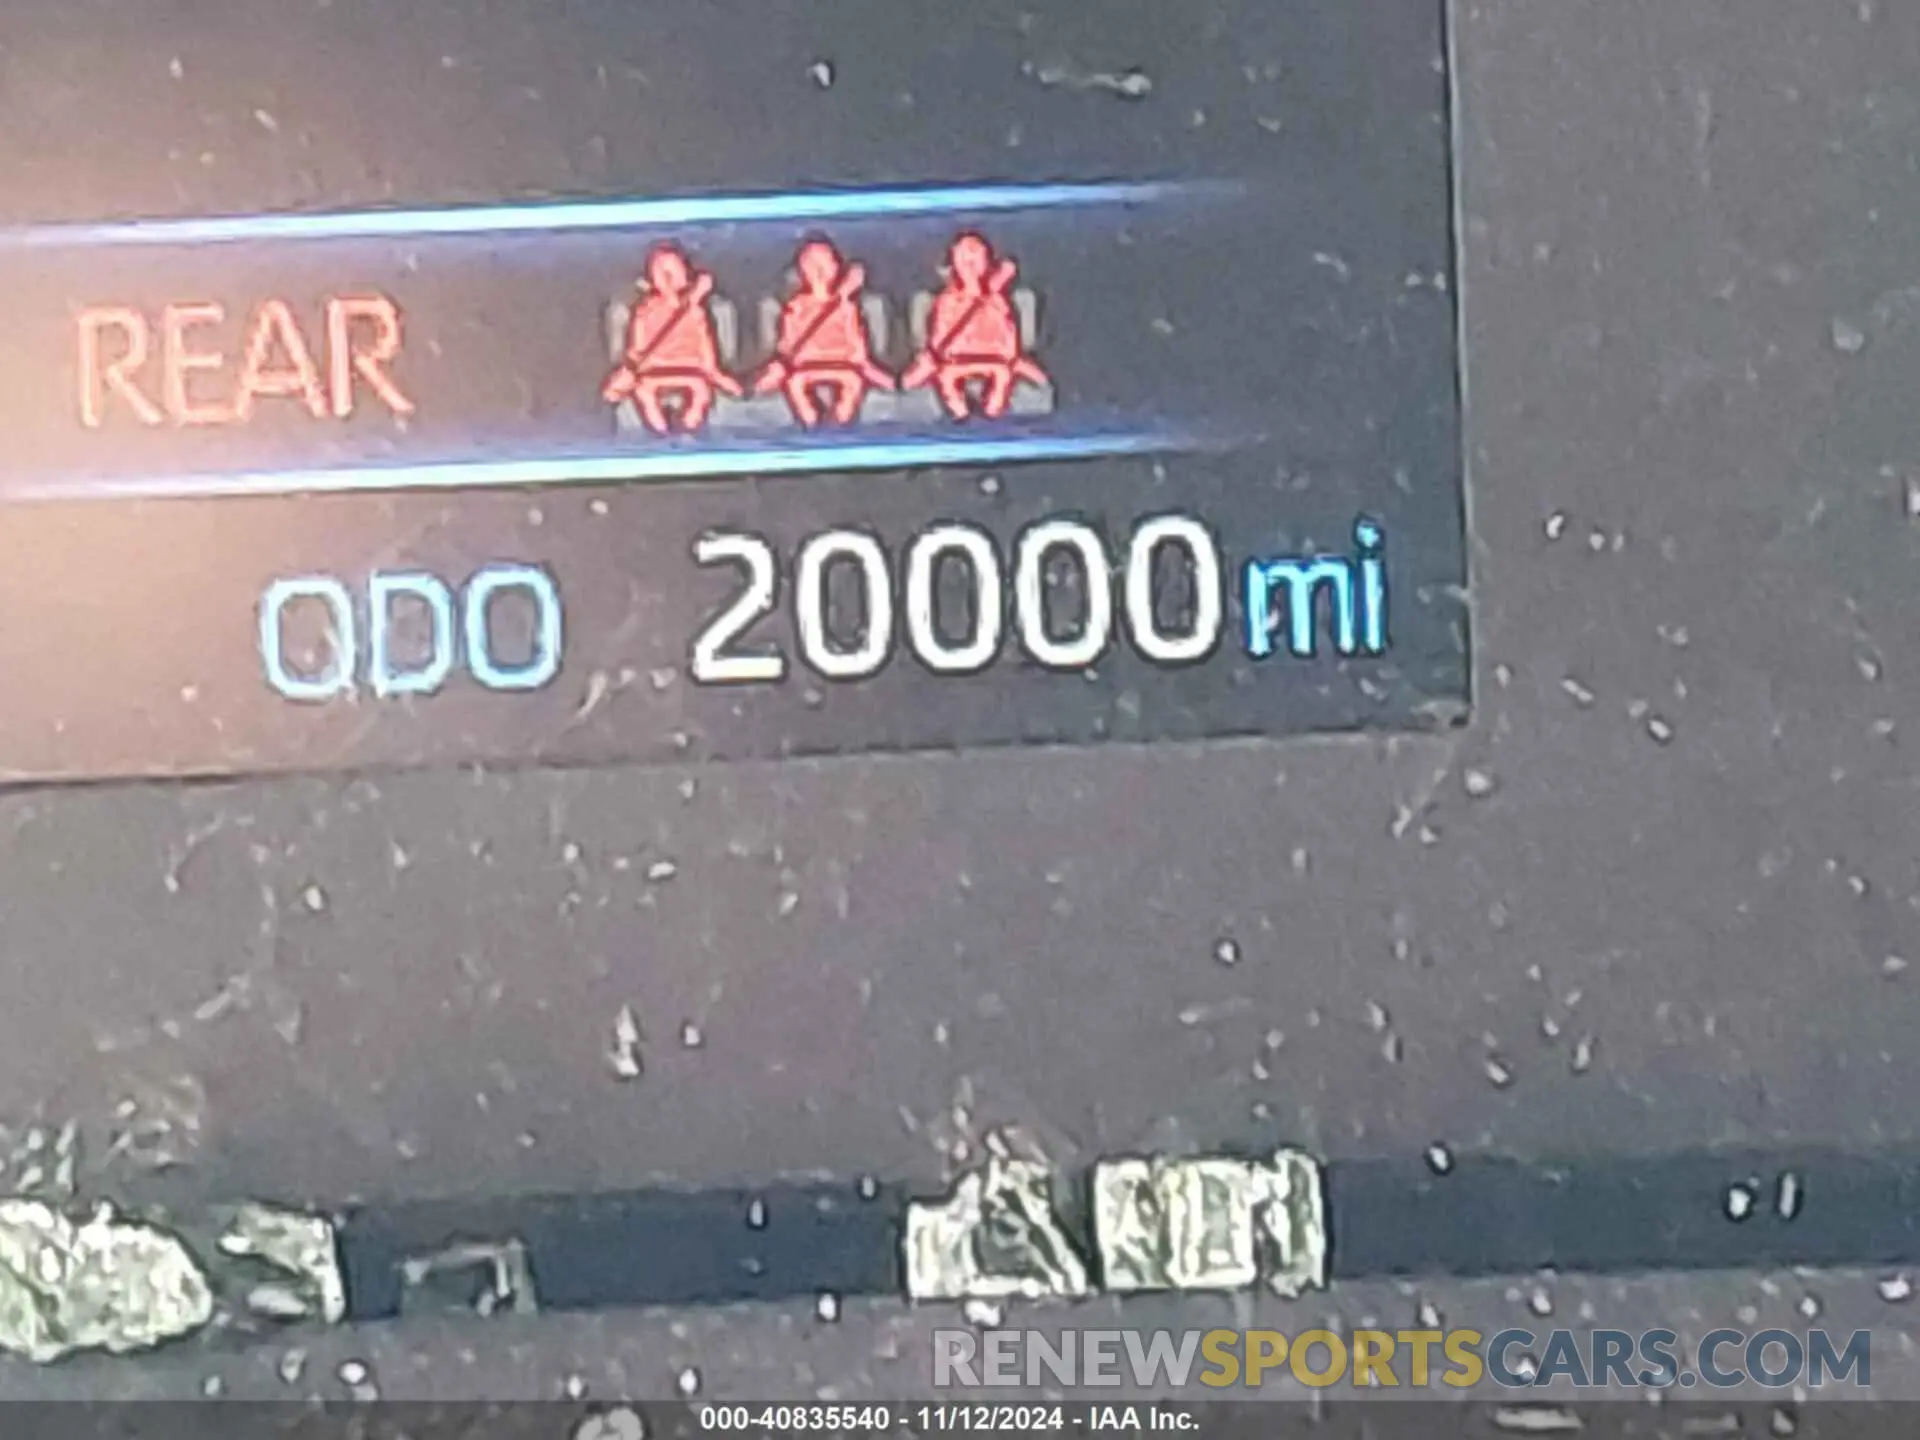 REAR
ODO 20000 mi
RENEWSPORTSCARS.COM
000-40835540 - 11/12/2024 - IAA Inc.